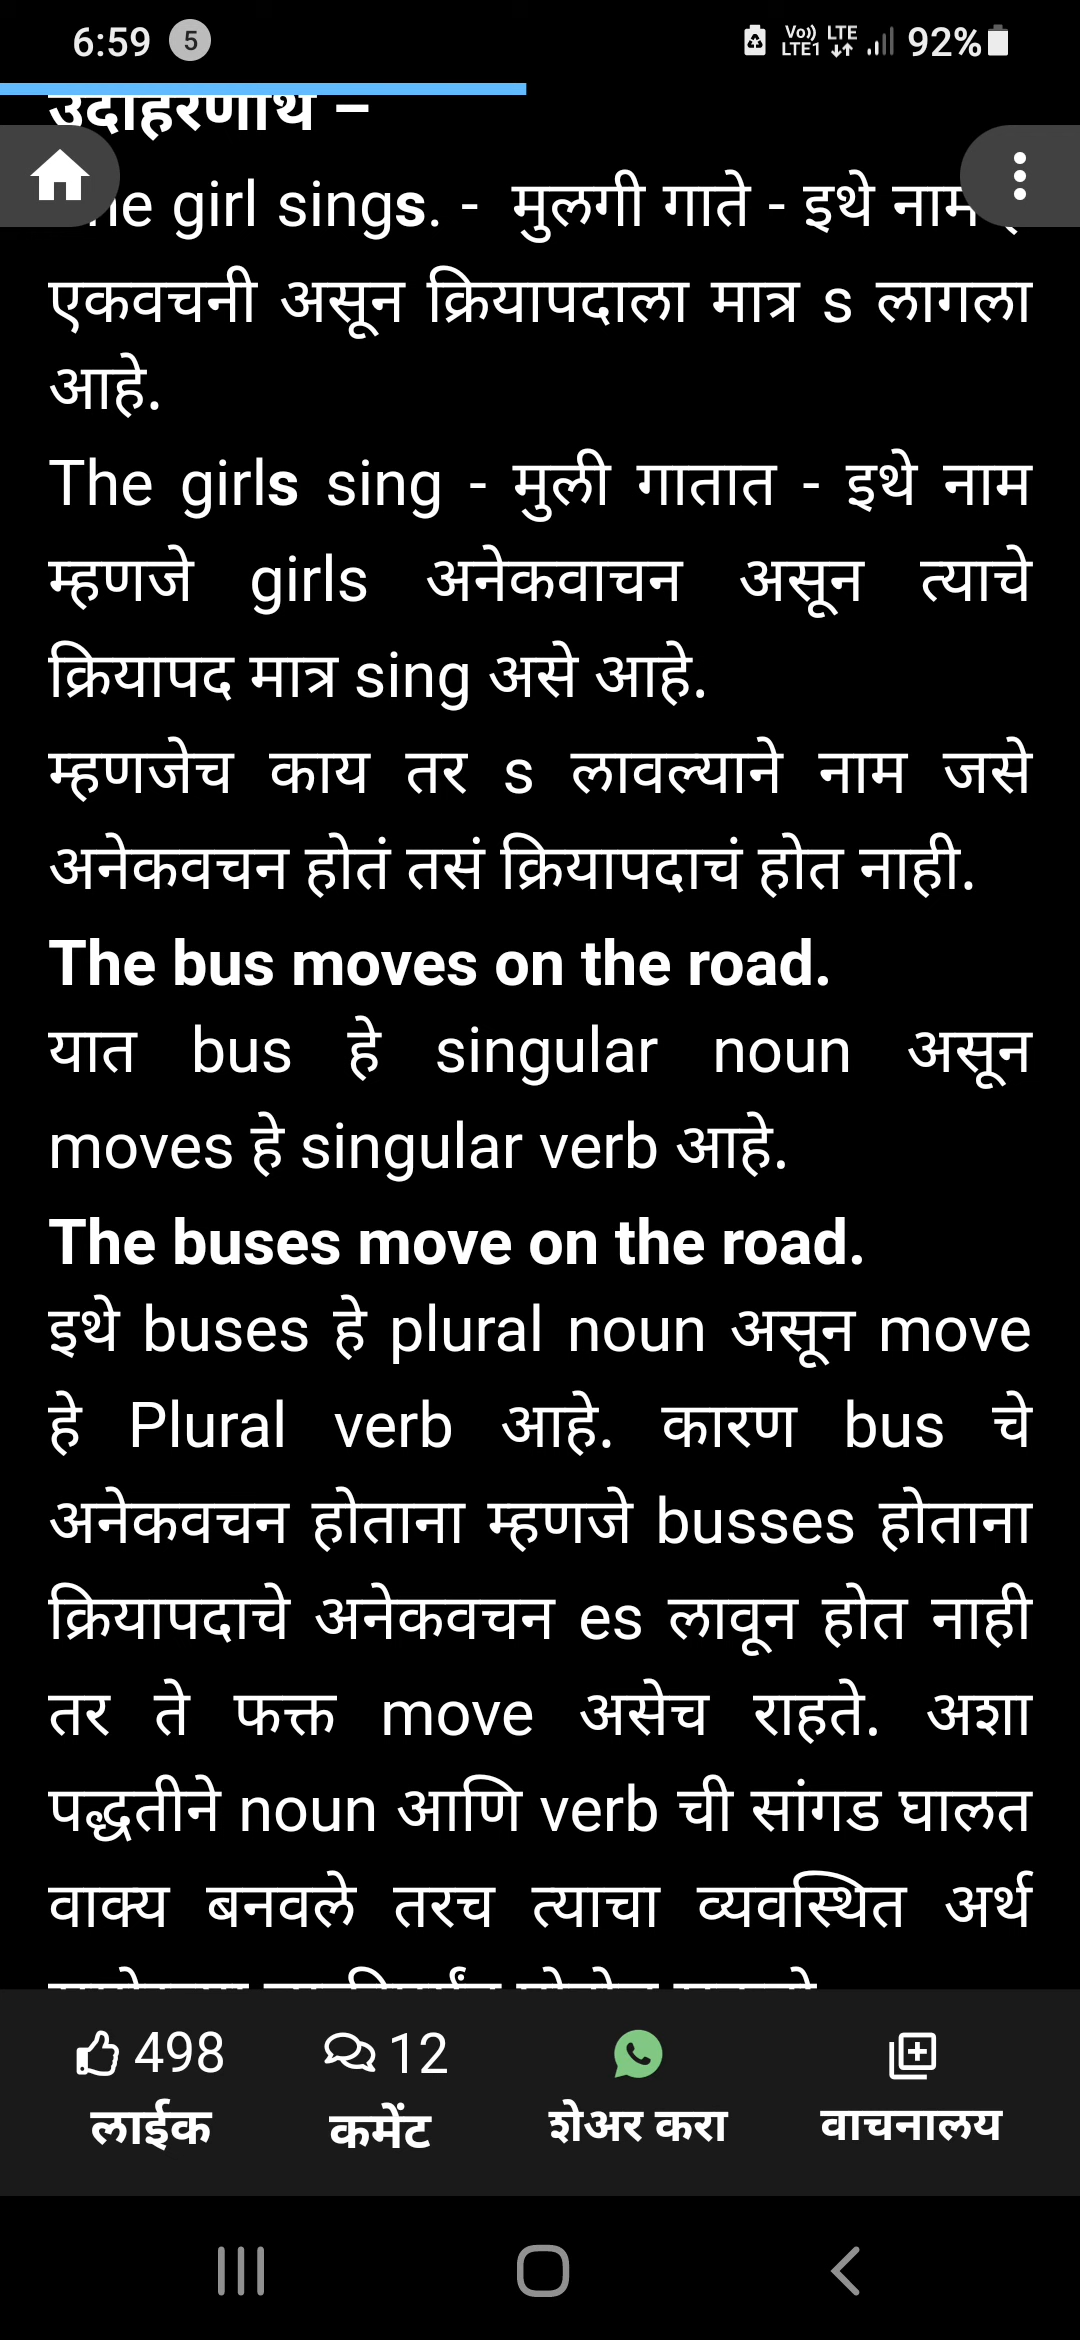 6:59 5 Vo)) LTE1 LTE 92%
उदाहरणार्थ –
he girl sings. - मुलगी गाते - इथे नाम
एकवचनी असून क्रियापदाला मात्र s लागला
आहे.
The girls sing - मुली गातात - इथे नाम
म्हणजे girls अनेकवाचन असून त्याचे
क्रियापद मात्र sing असे आहे.
म्हणजेच काय तर s लावल्याने नाम जसे
अनेकवचन होतं तसं क्रियापदाचं होत नाही.
The bus moves on the road.
यात bus हे singular noun असून
moves हे singular verb आहे.
The buses move on the road.
इथे buses हे plural noun असून move
हे Plural verb आहे. कारण bus चे
अनेकवचन होताना म्हणजे busses होताना
क्रियापदाचे अनेकवचन es लावून होत नाही
तर ते फक्त move असेच राहते. अशा
पद्धतीने noun आणि verb ची सांगड घालत
वाक्य बनवले तरच त्याचा व्यवस्थित अर्थ
498 12
लाईक कमेंट शेअर करा वाचनालय